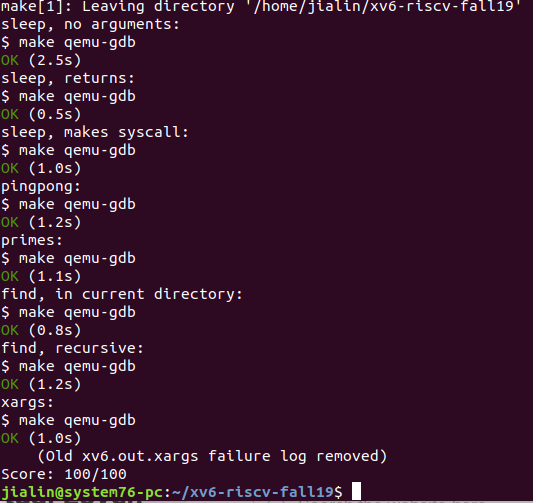 make[1]: Leaving directory '/home/jialin/xv6-riscv-fall19'
sleep, no arguments:
$ make qemu-gdb
OK (2.5s)
sleep, returns:
$ make qemu-gdb
OK (0.5s)
sleep, makes syscall:
$ make qemu-gdb
OK (1.0s)
pingpong:
$ make qemu-gdb
OK (1.2s)
primes:
$ make qemu-gdb
OK (1.1s)
find, in current directory:
$ make qemu-gdb
OK (0.8s)
find, recursive:
$ make qemu-gdb
OK (1.2s)
xargs:
$ make qemu-gdb
OK (1.0s)
    (Old xv6.out.xargs failure log removed)
Score: 100/100
jialin@system76-pc:~/xv6-riscv-fall19$